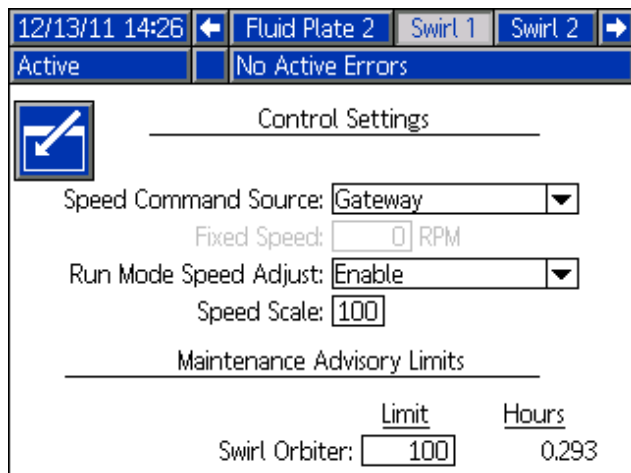 12/13/11 14:26 Fluid Plate 2 Swirl 1 Swirl 2
Active No Active Errors
Control Settings
Speed Command Source: Gateway
Fixed Speed: 0 RPM
Run Mode Speed Adjust: Enable
Speed Scale: 100
Maintenance Advisory Limits
Limit Hours
Swirl Orbiter: 100 0.293